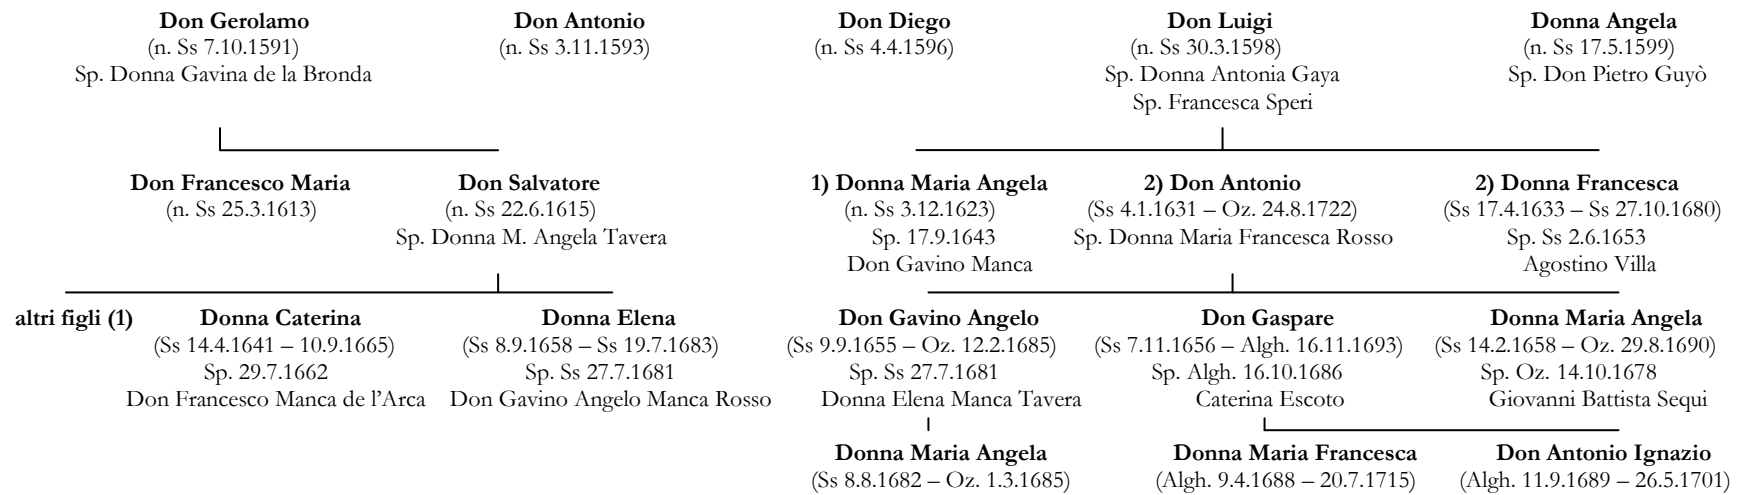 Don Gerolamo
(n. Ss 7.10.1591)
Sp. Donna Gavina de la Bronda
Don Antonio
(n. Ss 3.11.1593)
Don Diego
(n. Ss 4.4.1596)
Don Luigi
(n. Ss 30.3.1598)
Sp. Donna Antonia Gaya
Sp. Francesca Speri
Donna Angela
(n. Ss 17.5.1599)
Sp. Don Pietro Guyò
Don Francesco Maria
(n. Ss 25.3.1613)
Don Salvatore
(n. Ss 22.6.1615)
Sp. Donna M. Angela Tavera
1) Donna Maria Angela
(n. Ss 3.12.1623)
Sp. 17.9.1643
Don Gavino Manca
2) Don Antonio
(Ss 4.1.1631 – Oz. 24.8.1722)
Sp. Donna Maria Francesca Rosso
2) Donna Francesca
(Ss 17.4.1633 – Ss 27.10.1680)
Sp. Ss 2.6.1653
Agostino Villa
altri figli (1)
Donna Caterina
(Ss 14.4.1641 – 10.9.1665)
Sp. 29.7.1662
Don Francesco Manca de l’Arca
Donna Elena
(Ss 8.9.1658 – Ss 19.7.1683)
Sp. Ss 27.7.1681
Don Gavino Angelo Manca Rosso
Don Gavino Angelo
(Ss 9.9.1655 – Oz. 12.2.1685)
Sp. Ss 27.7.1681
Donna Elena Manca Tavera
Don Gaspare
(Ss 7.11.1656 – Algh. 16.11.1693)
Sp. Algh. 16.10.1686
Caterina Escoto
Donna Maria Angela
(Ss 14.2.1658 – Oz. 29.8.1690)
Sp. Oz. 14.10.1678
Giovanni Battista Sequi
Donna Maria Angela
(Ss 8.8.1682 – Oz. 1.3.1685)
Donna Maria Francesca
(Algh. 9.4.1688 – 20.7.1715)
Don Antonio Ignazio
(Algh. 11.9.1689 – 26.5.1701)